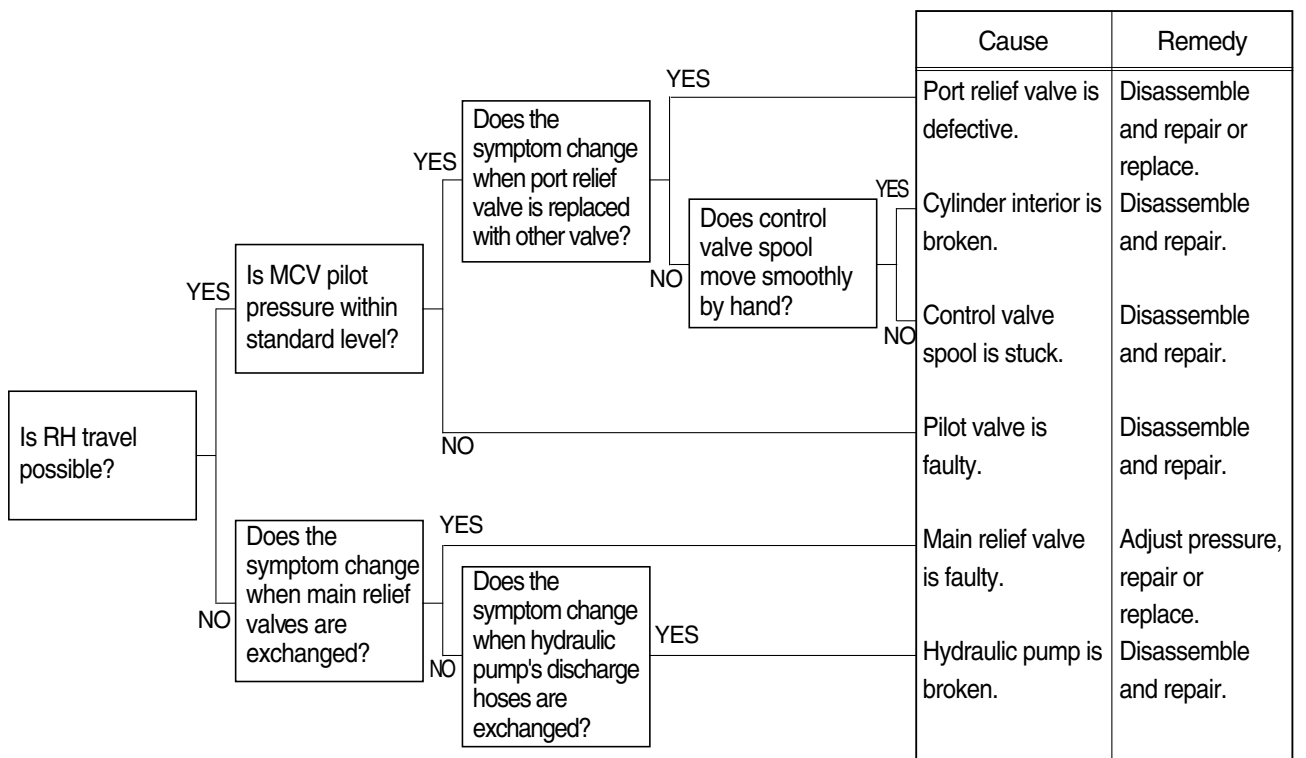 Cause
Remedy
Is RH travel
possible?
YES
Is MCV pilot
pressure within
standard level?
YES
Does the
symptom change
when port relief
valve is replaced
with other valve?
YES
Port relief valve is
defective.
Disassemble
and repair or
replace.
NO
Does control
valve spool
move smoothly
by hand?
YES
Cylinder interior is
broken.
Disassemble
and repair.
NO
Control valve
spool is stuck.
Disassemble
and repair.
NO
Pilot valve is
faulty.
Disassemble
and repair.
NO
Does the
symptom change
when main relief
valves are
exchanged?
YES
Main relief valve
is faulty.
Adjust pressure,
repair or
replace.
NO
Does the
symptom change
when hydraulic
pump's discharge
hoses are
exchanged?
YES
Hydraulic pump is
broken.
Disassemble
and repair.